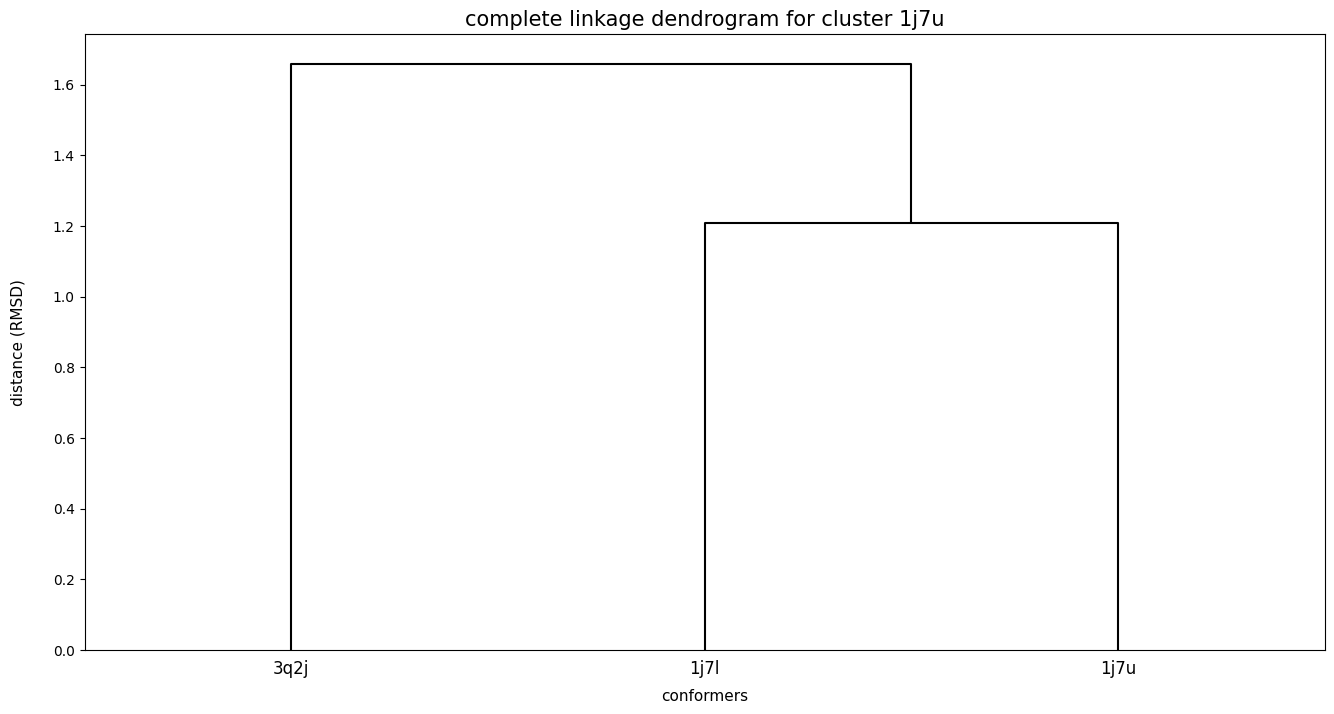 complete linkage dendrogram for cluster 1j7u
distance (RMSD)
1.6
1.4
1.2
1.0
0.8
0.6
0.4
0.2
0.0
3q2j 1j7l 1j7u
conformers